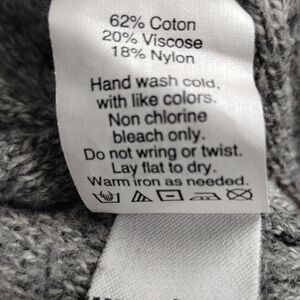 62% Coton
20% Viscose
18% Nylon
Hand wash cold,
with like colors.
Non chlorine
bleach only.
Do not wring or twist.
Lay flat to dry.
Warm iron as needed.